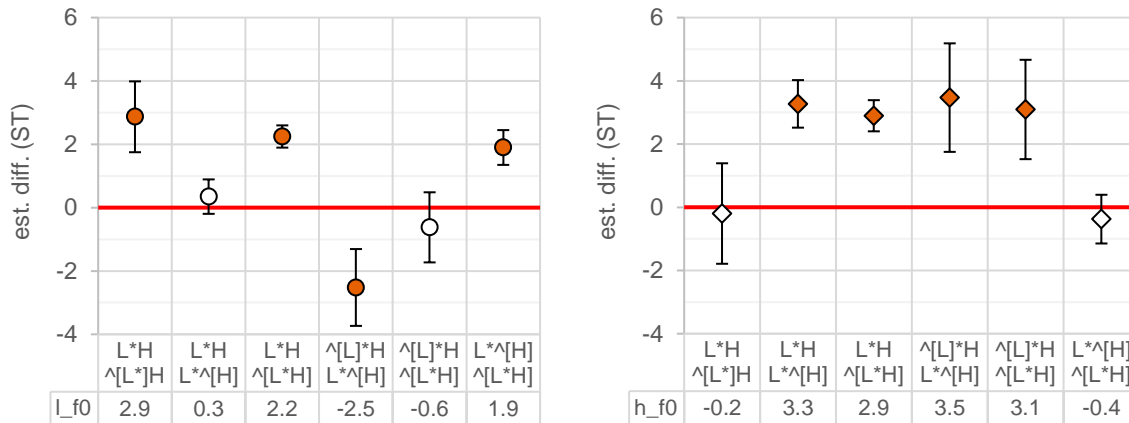 6
4
2
0
-2
-4
est. diff. (ST)
L*H L*H L*H ^[L]*H ^[L]*H L*^[H]
^[L*]H L*^[H] ^[L*H] L*^[H] ^[L*H] ^[L*H]
l_f0 2.9 0.3 2.2 -2.5 -0.6 1.9
6
4
2
0
-2
-4
est. diff. (ST)
L*H L*H L*H ^[L]*H ^[L]*H L*^[H]
^[L*]H L*^[H] ^[L*H] L*^[H] ^[L*H] ^[L*H]
h_f0 -0.2 3.3 2.9 3.5 3.1 -0.4